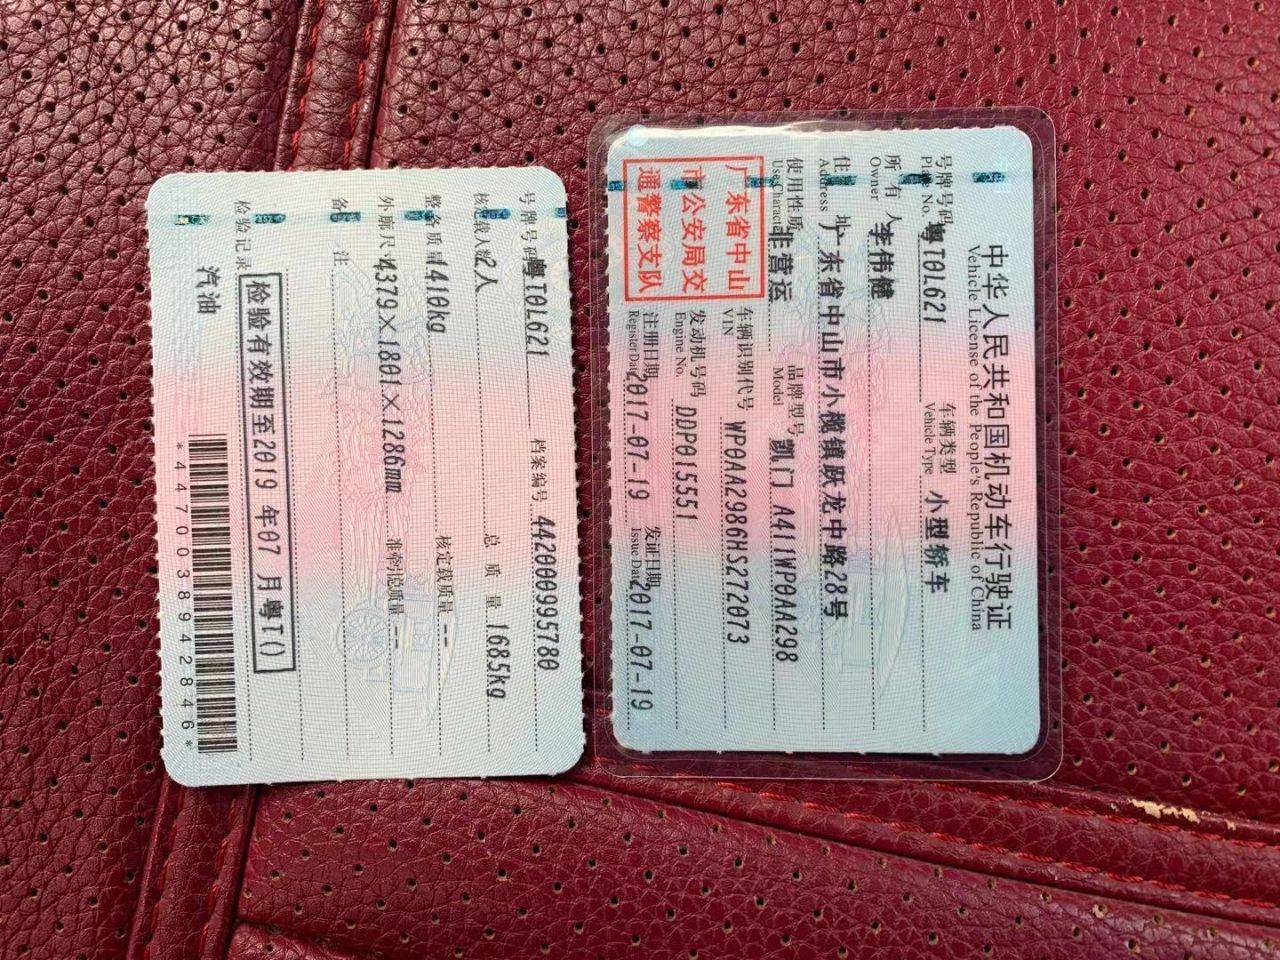 中华人民共和国机动车行驶证
Vehicle License of the People's Republic of China
号牌号码 粤T0L621 车辆类型 小型轿车
Plate No. Vehicle Type
所有人 李伟健
Owner
住址 广东省中山市小榄镇跃龙中路28号
Address
使用性质 非营运 品牌型号 凯门 A411WP0AA298
Use Character Model
车辆识别代号 WP0AA2986HS272073
VIN
发动机号码 DDP015551
Engine No.
注册日期 2017-07-19 发证日期 2017-07-19
Register Date Issue Date
广东省中山
市公安局交
通警察支队
号牌号码 粤T0L621 档案编号 442000995780
核定载人数 2人 总质量 1685kg
整备质量 1410kg 核定载质量 --
外廓尺寸 4379×1801×1286mm 准牵引总质量 --
备注
检验记录 检验有效期至2019 年07 月粤T()
汽油
*4470038942846*